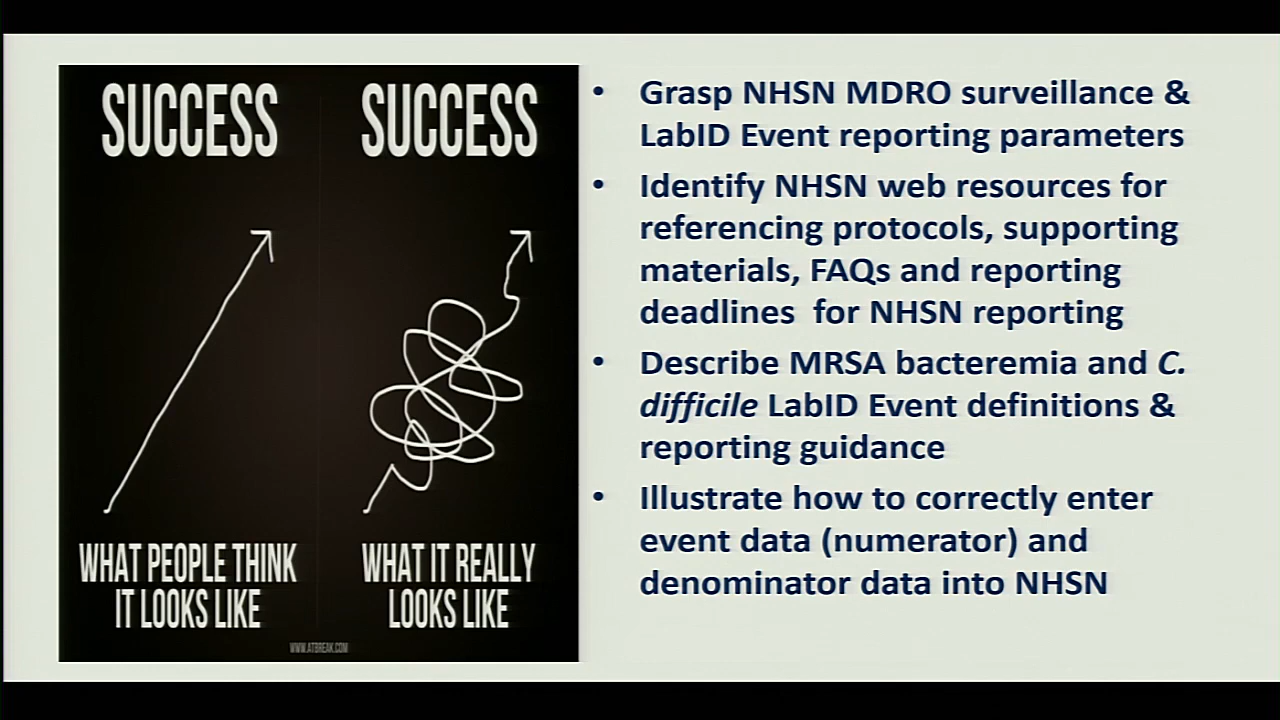 SUCCESS
WHAT PEOPLE THINK
IT LOOKS LIKE
SUCCESS
WHAT IT REALLY
LOOKS LIKE
WWW.ATBREAK.COM
• Grasp NHSN MDRO surveillance &
LabID Event reporting parameters
• Identify NHSN web resources for
referencing protocols, supporting
materials, FAQs and reporting
deadlines  for NHSN reporting
• Describe MRSA bacteremia and C.
difficile LabID Event definitions &
reporting guidance
• Illustrate how to correctly enter
event data (numerator) and
denominator data into NHSN